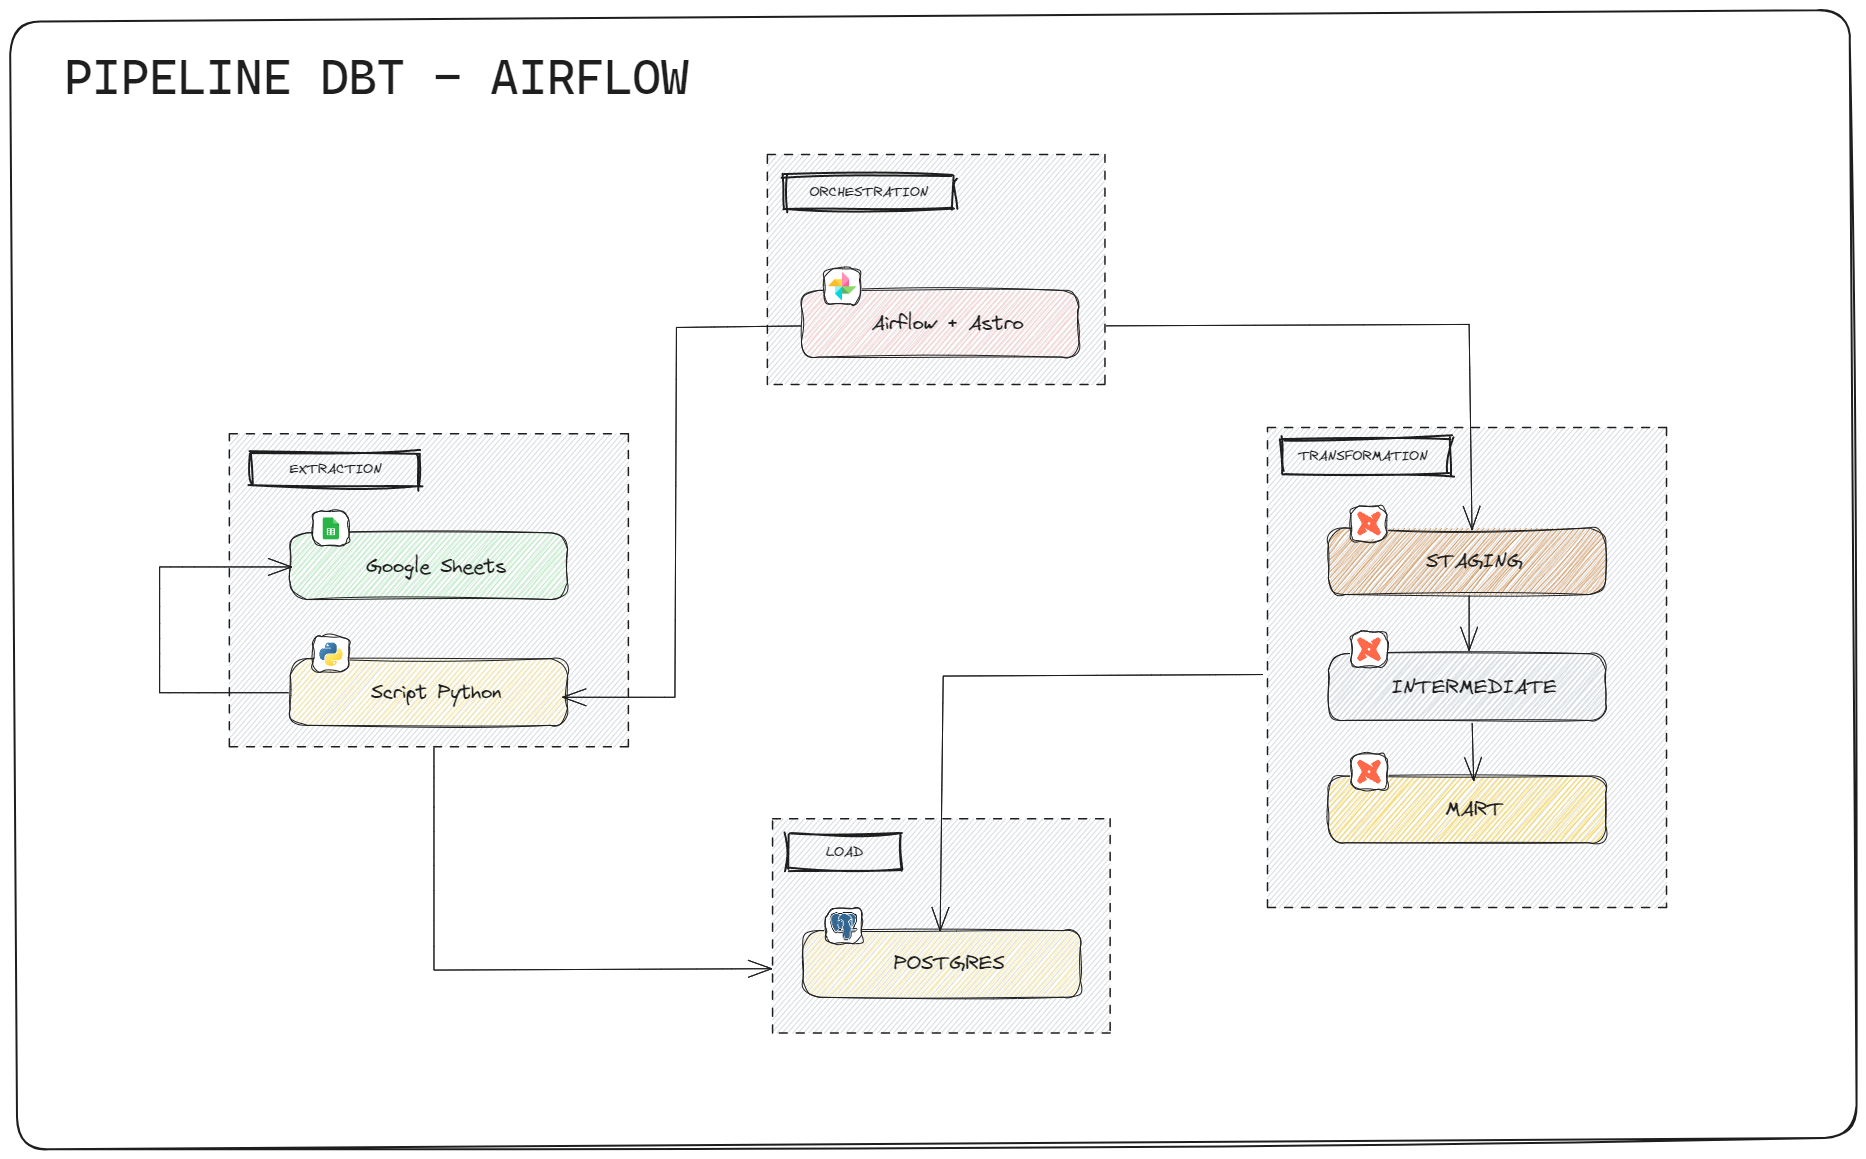 PIPELINE DBT - AIRFLOW
ORCHESTRATION
Airflow + Astro
EXTRACTION
Google Sheets
Script Python
TRANSFORMATION
STAGING
INTERMEDIATE
MART
LOAD
POSTGRES